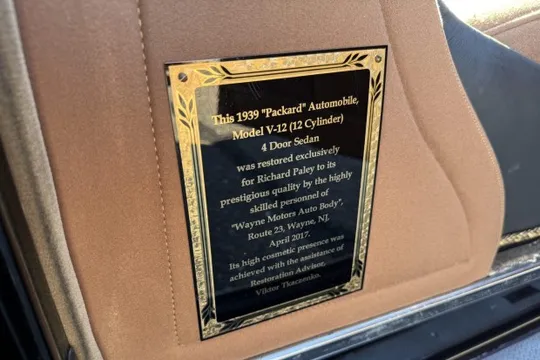 This 1939 "Packard" Automobile,
Model V-12 (12 Cylinder)
4 Door Sedan
was restored exclusively
for Richard Paley to its
prestigious quality by the highly
skilled personnel of
"Wayne Motors Auto Body",
Route 23, Wayne, NJ.
April 2017.
Its high cosmetic presence was
achieved with the assistance of
Restoration Advisor,
Viktor Tkaczenko.